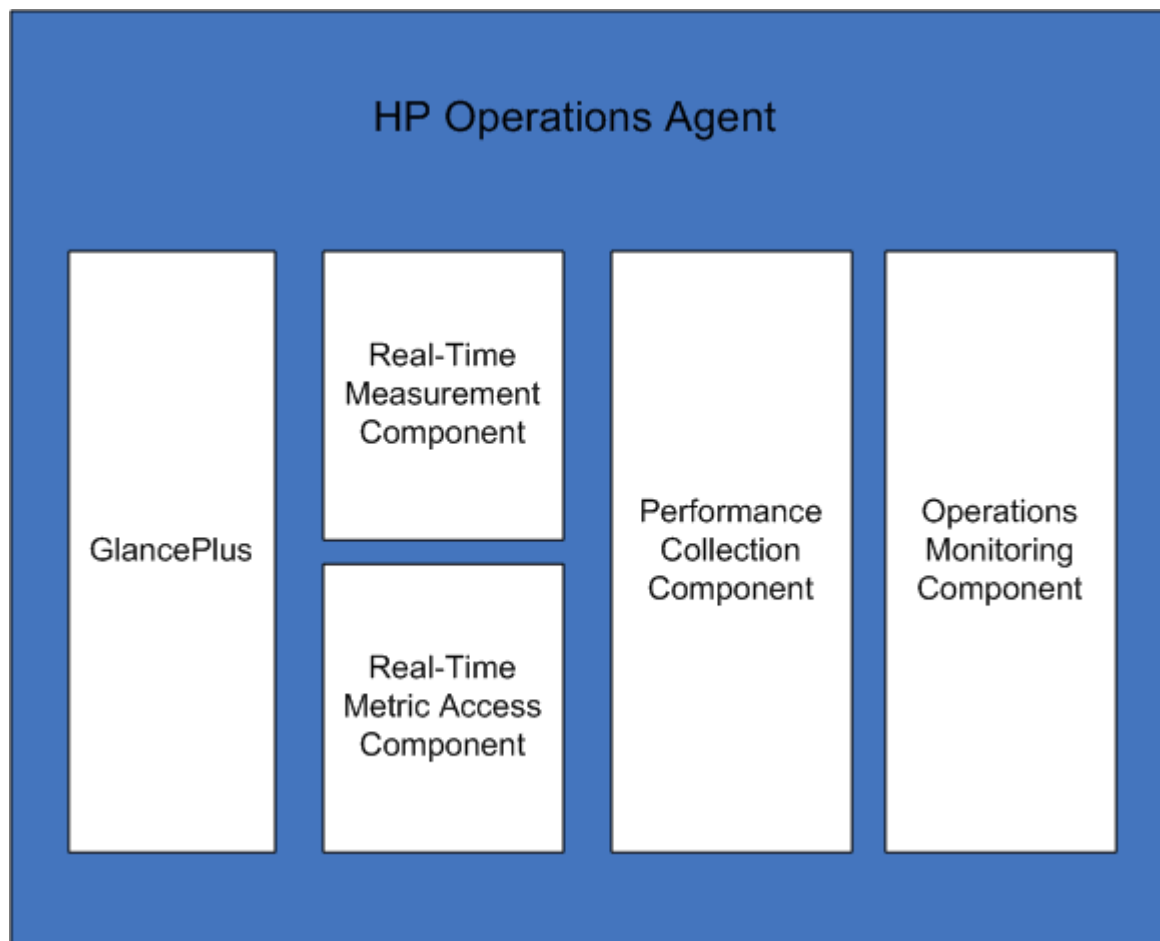 HP Operations Agent
GlancePlus
Real-Time
Measurement
Component
Real-Time
Metric Access
Component
Performance
Collection
Component
Operations
Monitoring
Component